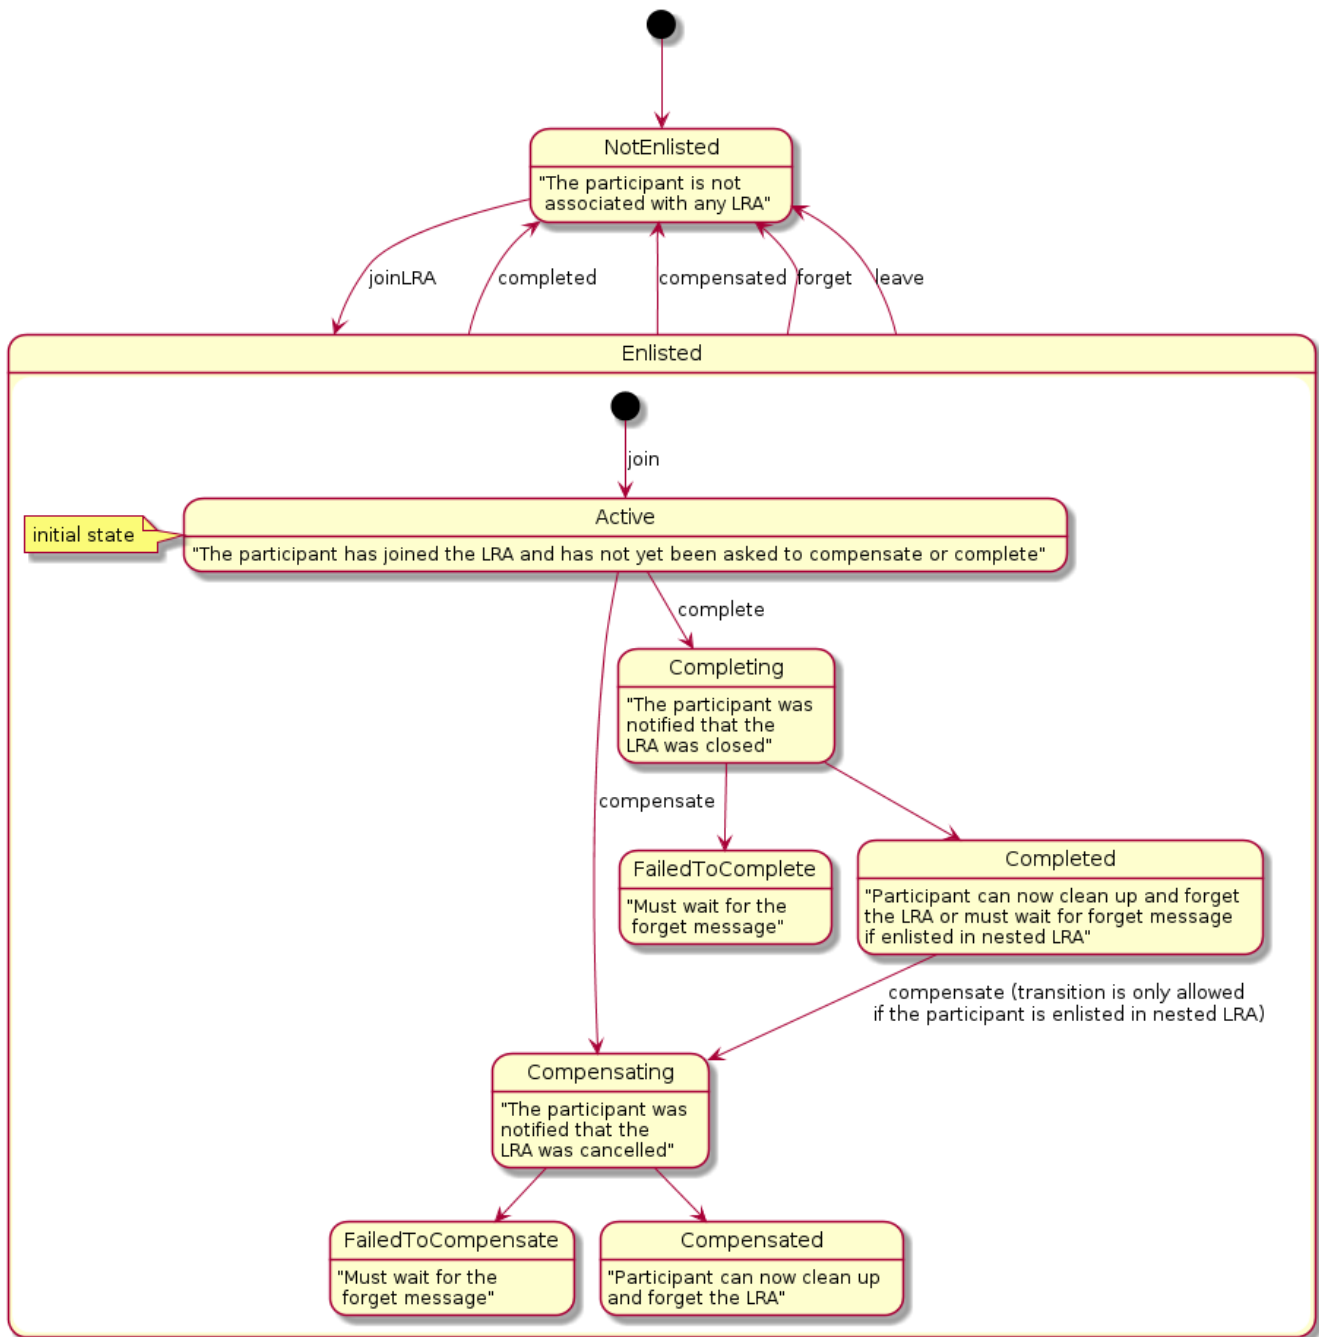 NotEnlisted
"The participant is not
associated with any LRA"
joinLRA
completed
compensated
forget
leave
Enlisted
join
initial state
Active
"The participant has joined the LRA and has not yet been asked to compensate or complete"
complete
Completing
"The participant was
notified that the
LRA was closed"
compensate
FailedToComplete
"Must wait for the
forget message"
Completed
"Participant can now clean up and forget
the LRA or must wait for forget message
if enlisted in nested LRA"
compensate (transition is only allowed
if the participant is enlisted in nested LRA)
Compensating
"The participant was
notified that the
LRA was cancelled"
FailedToCompensate
"Must wait for the
forget message"
Compensated
"Participant can now clean up
and forget the LRA"